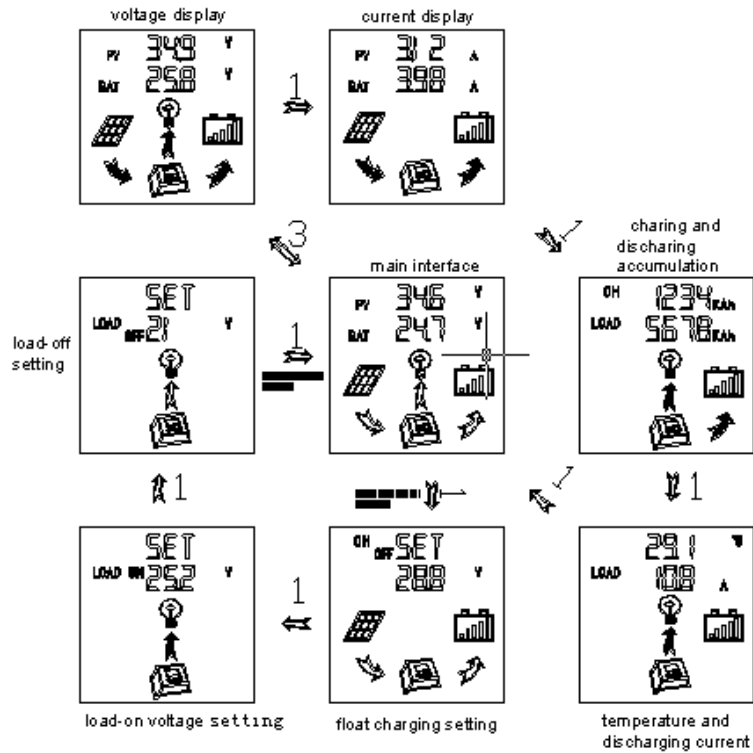 voltage display
current display
PV 34.9 V
BAT 25.8 V
1
PV 31.2 A
BAT 39.8 A
3
1
charing and
discharing
accumulation
main interface
load-off
setting
SET
LOAD OFF 21 V
1
PV 34.6 V
BAT 24.7 V
CH 1234 KAh
LOAD 5678 KAh
1
1
1
1
SET
LOAD ON 25.2 V
1
CH OFF SET
28.8 V
29.1
LOAD 10.8 A
load-on voltage setting
float charging setting
temperature and
discharging current